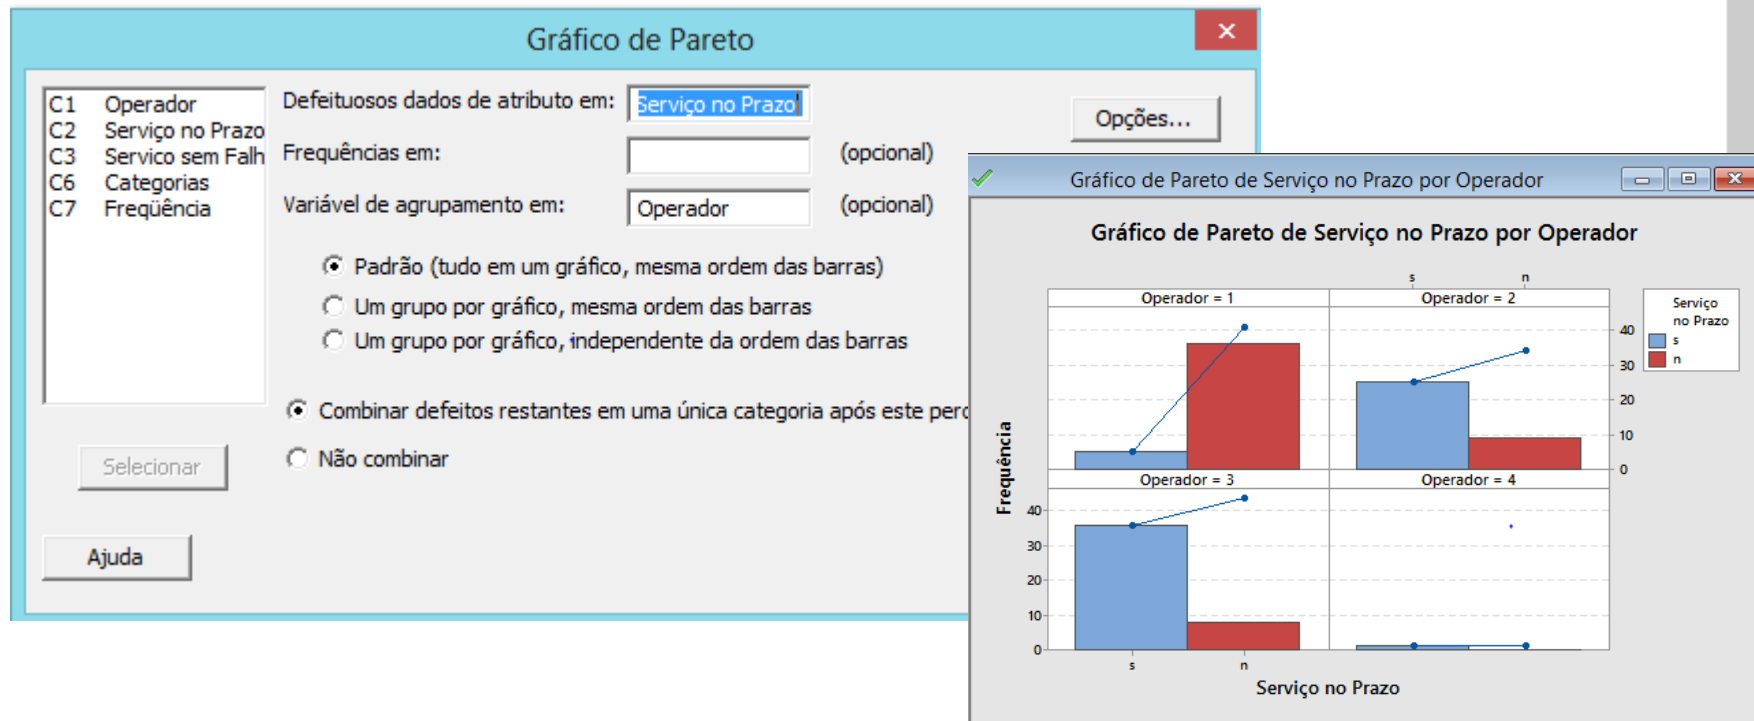 Gráfico de Pareto
C1 Operador
C2 Serviço no Prazo
C3 Servico sem Falh
C6 Categorias
C7 Freqüência
Defeituosos dados de atributo em: Serviço no Prazo'
Frequências em: (opcional)
Variável de agrupamento em: Operador (opcional)
Opções...
Padrão (tudo em um gráfico, mesma ordem das barras)
Um grupo por gráfico, mesma ordem das barras
Um grupo por gráfico, independente da ordem das barras
Combinar defeitos restantes em uma única categoria após este perc
Não combinar
Selecionar
Ajuda
Gráfico de Pareto de Serviço no Prazo por Operador
Gráfico de Pareto de Serviço no Prazo por Operador
s n
Operador = 1 Operador = 2
40
30
20
10
0
Serviço
no Prazo
s
n
Operador = 3 Operador = 4
40
30
20
10
0
Frequência
s n
Serviço no Prazo